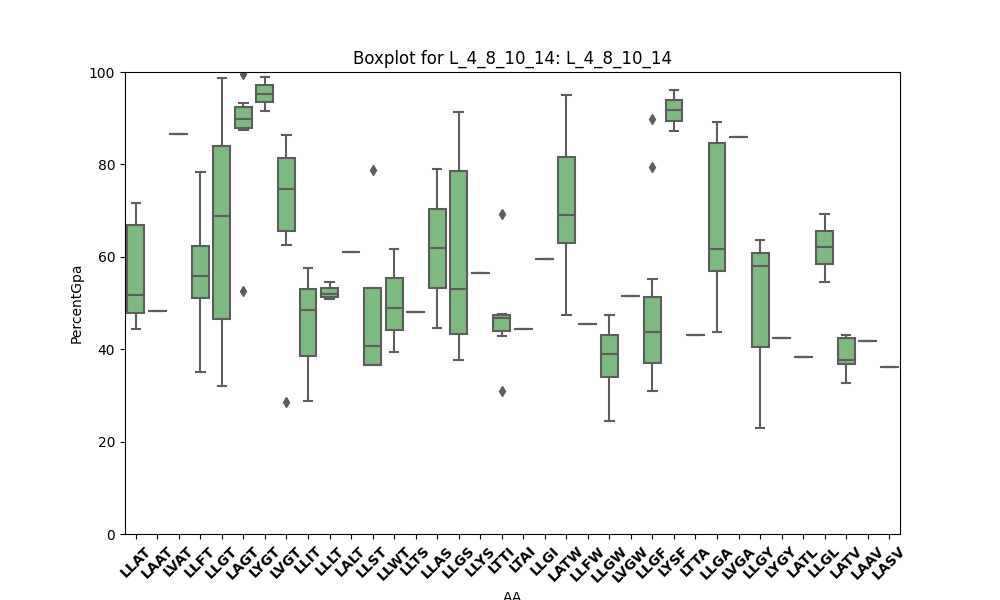 Boxplot for L_4_8_10_14: L_4_8_10_14
100
80
60
40
20
0
PercentGpa
LLAT LAAT LVAT LLFT LLGT LAGT LYGT LVGT LLIT LLLT LALT LLST LLWT LLTS LLAS LLGS LLYS LTTI LTAI LLGI LATW LLFW LLGW LVGW LLGF LYSF LTTA LLGA LVGA LLGY LYGY LATL LLGL LATV LAAV LASV
AA